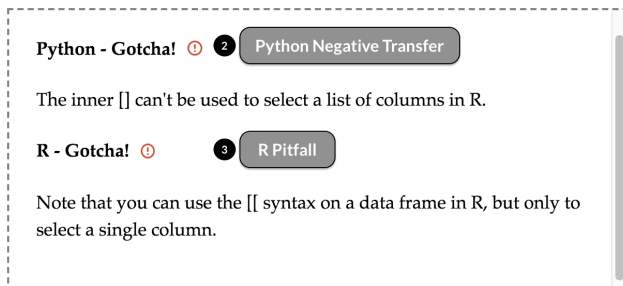 Python - Gotcha! 2 Python Negative Transfer
The inner [] can't be used to select a list of columns in R.
R - Gotcha! 3 R Pitfall
Note that you can use the [[ syntax on a data frame in R, but only to
select a single column.